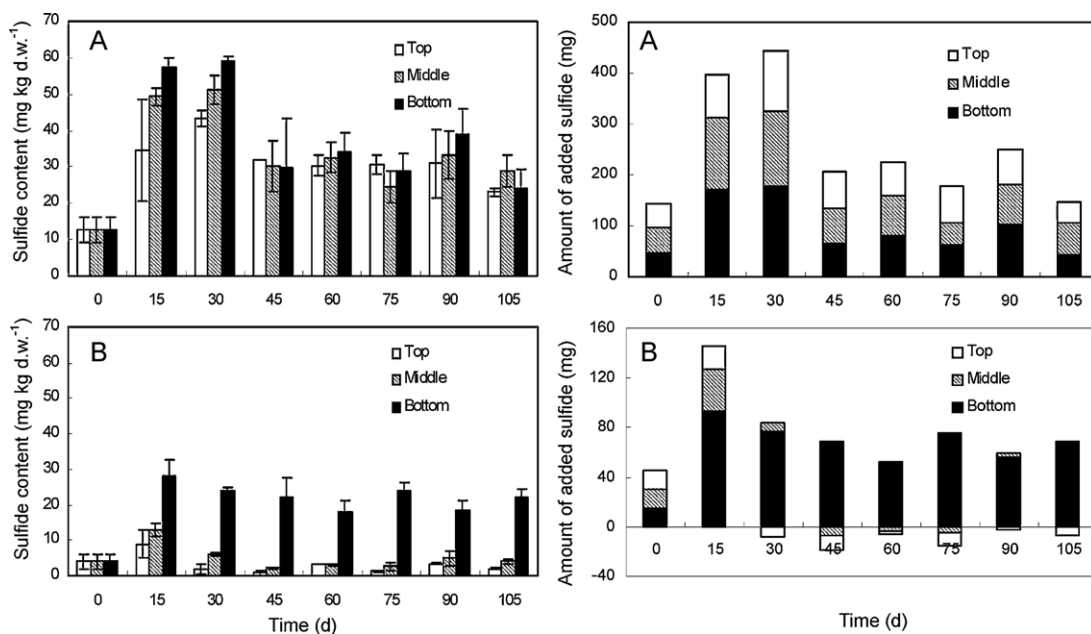 Sulfide content (mg kg d.w.⁻¹)
70
60
50
40
30
20
10
0
A
Top
Middle
Bottom
0 15 30 45 60 75 90 105
Amount of added sulfide (mg)
500
400
300
200
100
0
A
Top
Middle
Bottom
0 15 30 45 60 75 90 105
Sulfide content (mg kg d.w.⁻¹)
70
60
50
40
30
20
10
0
B
Top
Middle
Bottom
0 15 30 45 60 75 90 105
Time (d)
Amount of added sulfide (mg)
160
120
80
40
0
-40
B
Top
Middle
Bottom
0 15 30 45 60 75 90 105
Time (d)